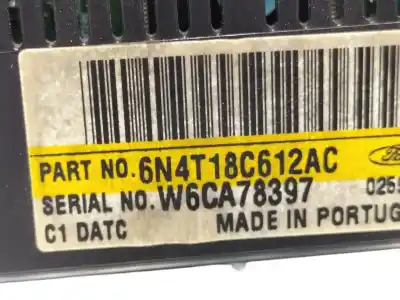 PART NO.6N4T18C612AC
SERIAL NO.W6CA78397
C1 DATC MADE IN PORTUG